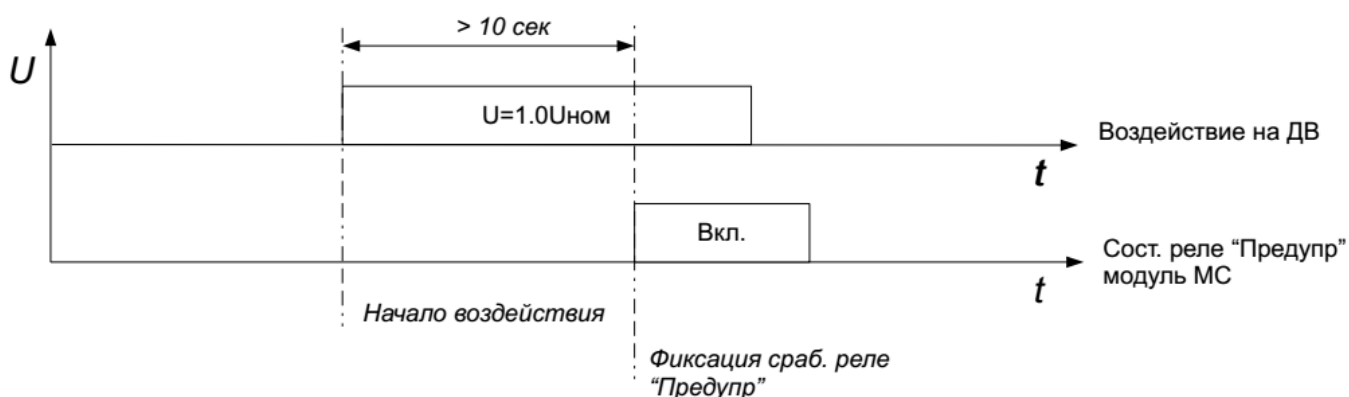 > 10 сек
U
U=1.0Uном
Воздействие на ДВ
t
Вкл.
Сост. реле “Предупр”
модуль МС
t
Начало воздействия
Фиксация сраб. реле
“Предупр”